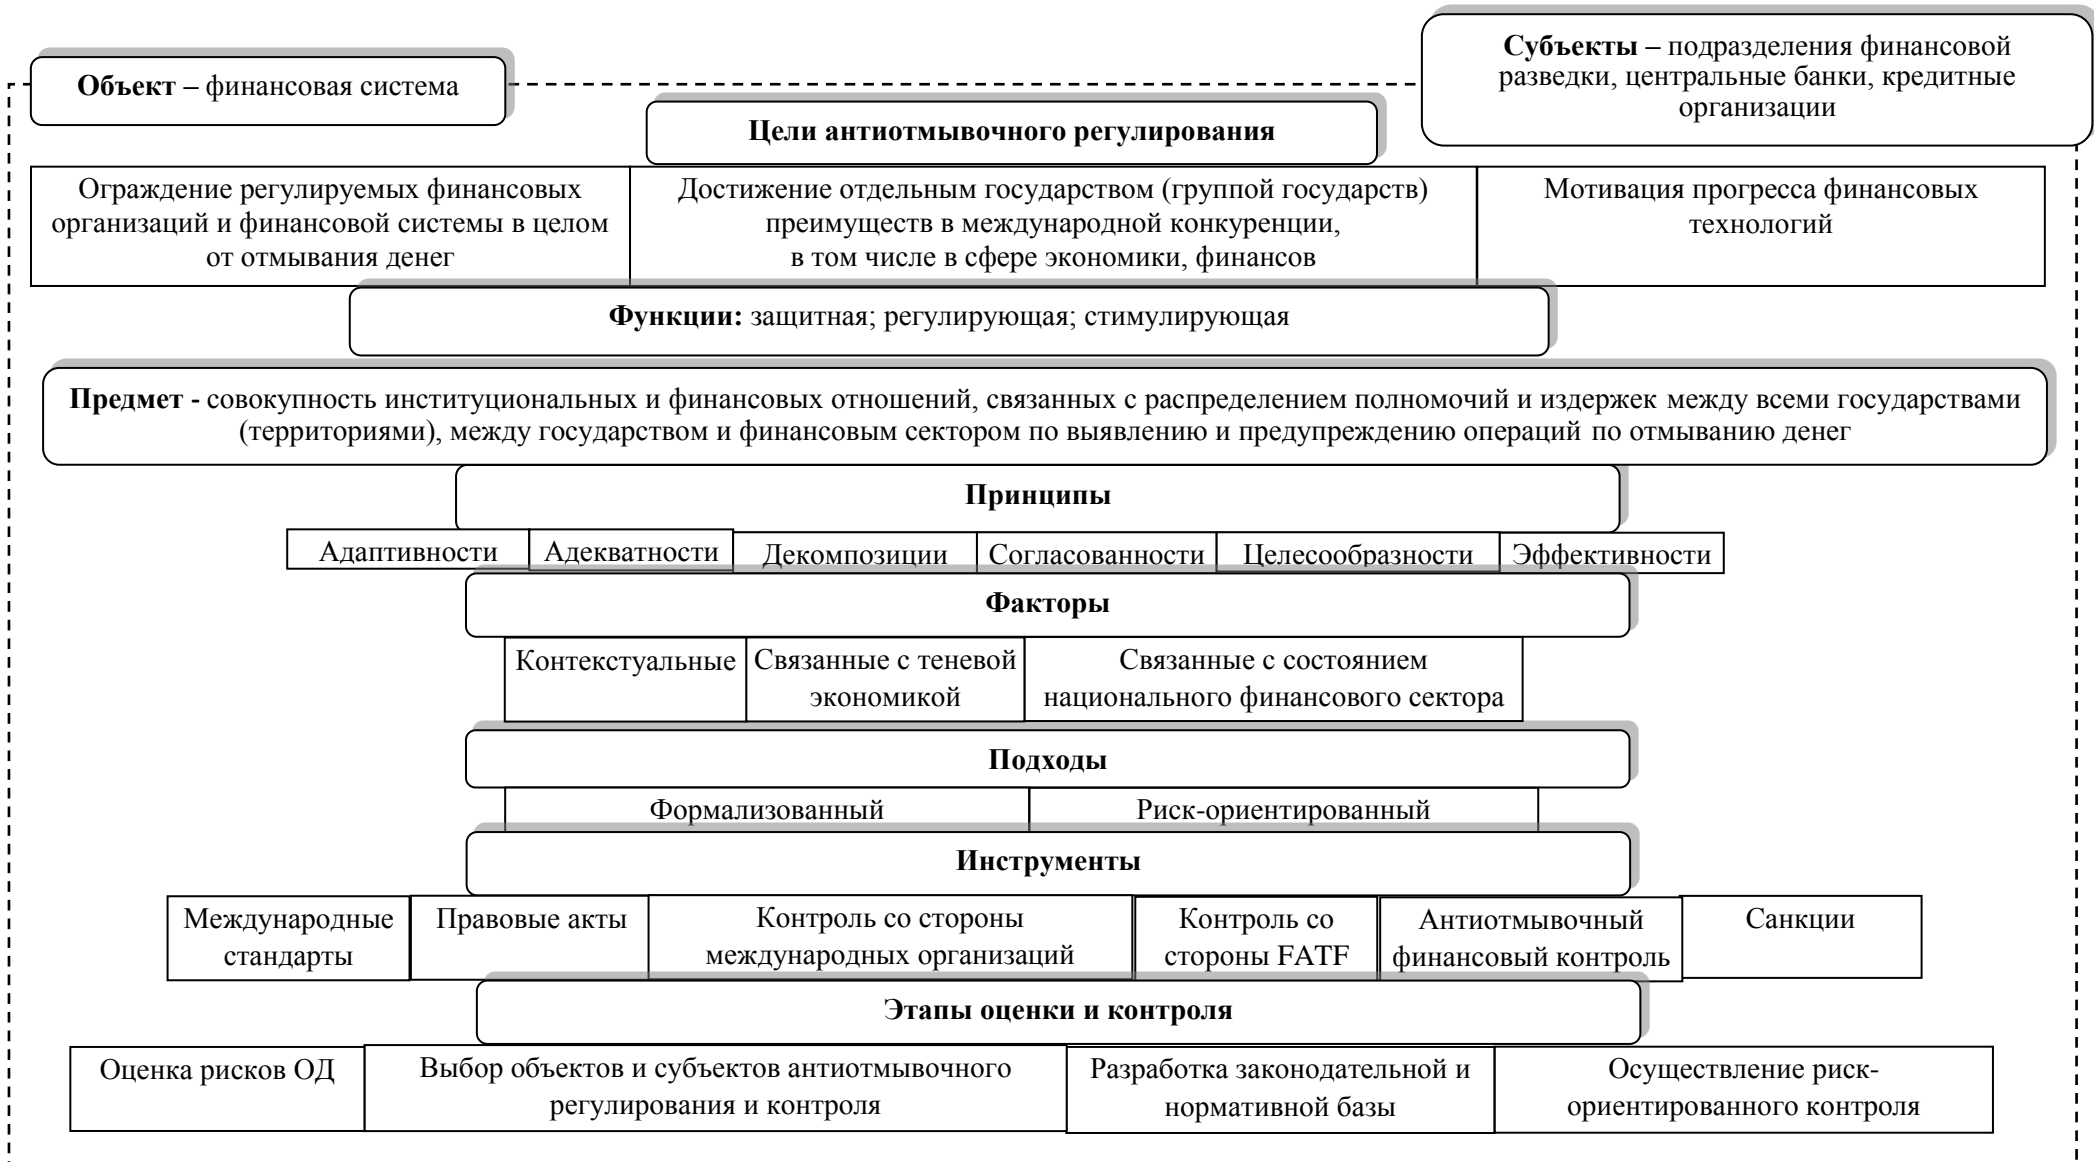 Объект – финансовая система
Субъекты – подразделения финансовой
разведки, центральные банки, кредитные
организации
Цели антиотмывочного регулирования
Ограждение регулируемых финансовых
организаций и финансовой системы в целом
от отмывания денег
Достижение отдельным государством (группой государств)
преимуществ в международной конкуренции,
в том числе в сфере экономики, финансов
Мотивация прогресса финансовых
технологий
Функции: защитная; регулирующая; стимулирующая
Предмет - совокупность институциональных и финансовых отношений, связанных с распределением полномочий и издержек между всеми государствами
(территориями), между государством и финансовым сектором по выявлению и предупреждению операций по отмыванию денег
Принципы
Адаптивности
Адекватности
Декомпозиции
Согласованности
Целесообразности
Эффективности
Факторы
Контекстуальные
Связанные с теневой
экономикой
Связанные с состоянием
национального финансового сектора
Подходы
Формализованный
Риск-ориентированный
Инструменты
Международные
стандарты
Правовые акты
Контроль со стороны
международных организаций
Контроль со
стороны FATF
Антиотмывочный
финансовый контроль
Санкции
Этапы оценки и контроля
Оценка рисков ОД
Выбор объектов и субъектов антиотмывочного
регулирования и контроля
Разработка законодательной и
нормативной базы
Осуществление риск-
ориентированного контроля